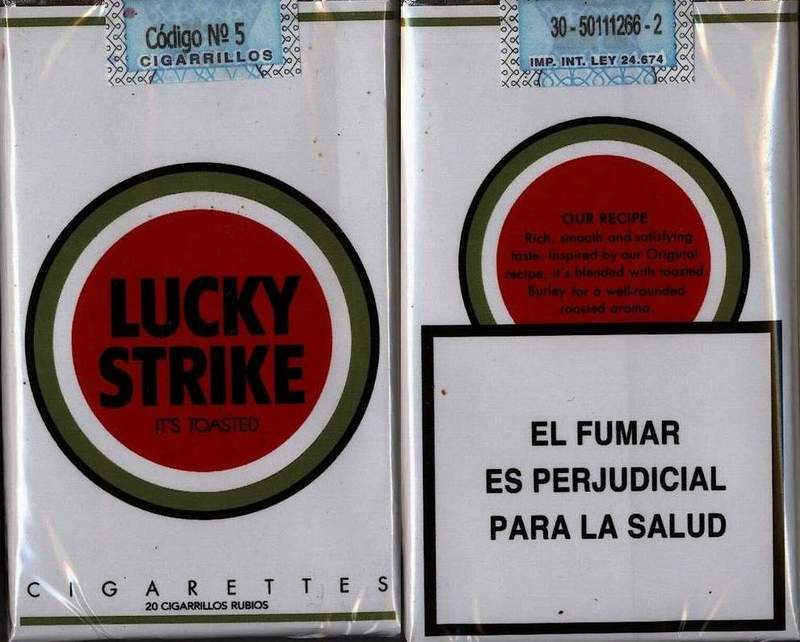 Código Nº 5
CIGARRILLOS
LUCKY
STRIKE
IT'S TOASTED
CIGARETTES
20 CIGARRILLOS RUBIOS
30-50111266-2
IMP. INT. LEY 24.674
OUR RECIPE
Rich, smooth and satisfying
taste. Inspired by our Original
recipe, it's blended with toasted
Burley for a well-rounded
roasted aroma.
EL FUMAR
ES PERJUDICIAL
PARA LA SALUD